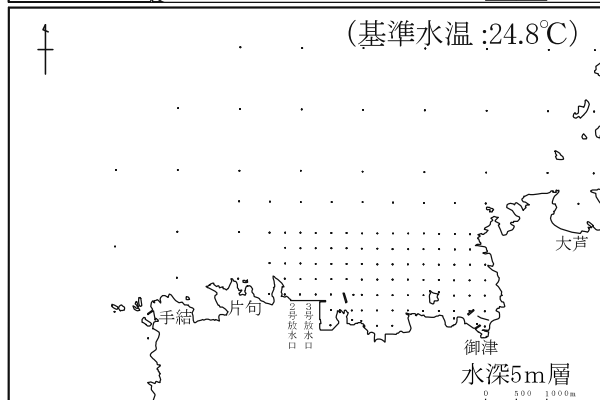 （基準水温 :24.8℃）
大芦
手結
片句
2号放水口
3号放水口
御津
水深5m層
0 500 1000m